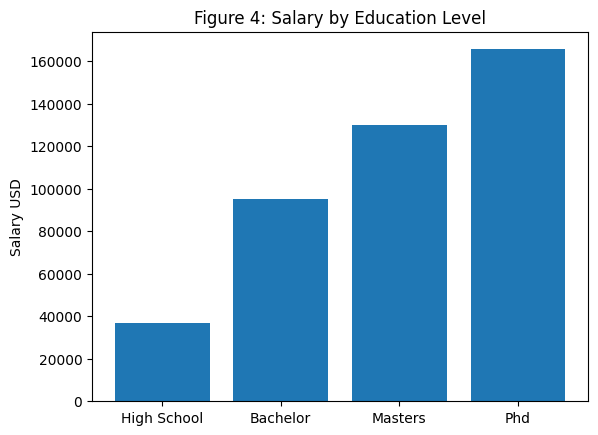 Figure 4: Salary by Education Level
160000
140000
120000
100000
80000
60000
40000
20000
0
Salary USD
High School
Bachelor
Masters
Phd